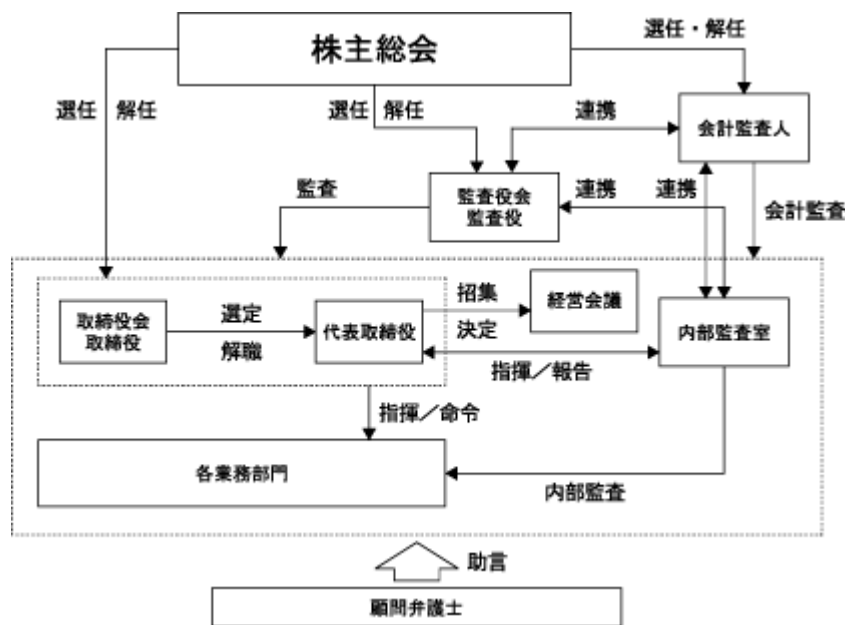 株主総会
選任・解任
選任 解任
選任 解任
連携
会計監査人
監査
監査役会
監査役
連携
連携
会計監査
取締役会
取締役
選定
解職
代表取締役
招集
決定
経営会議
内部監査室
指揮／報告
指揮／命令
各業務部門
内部監査
助言
顧問弁護士